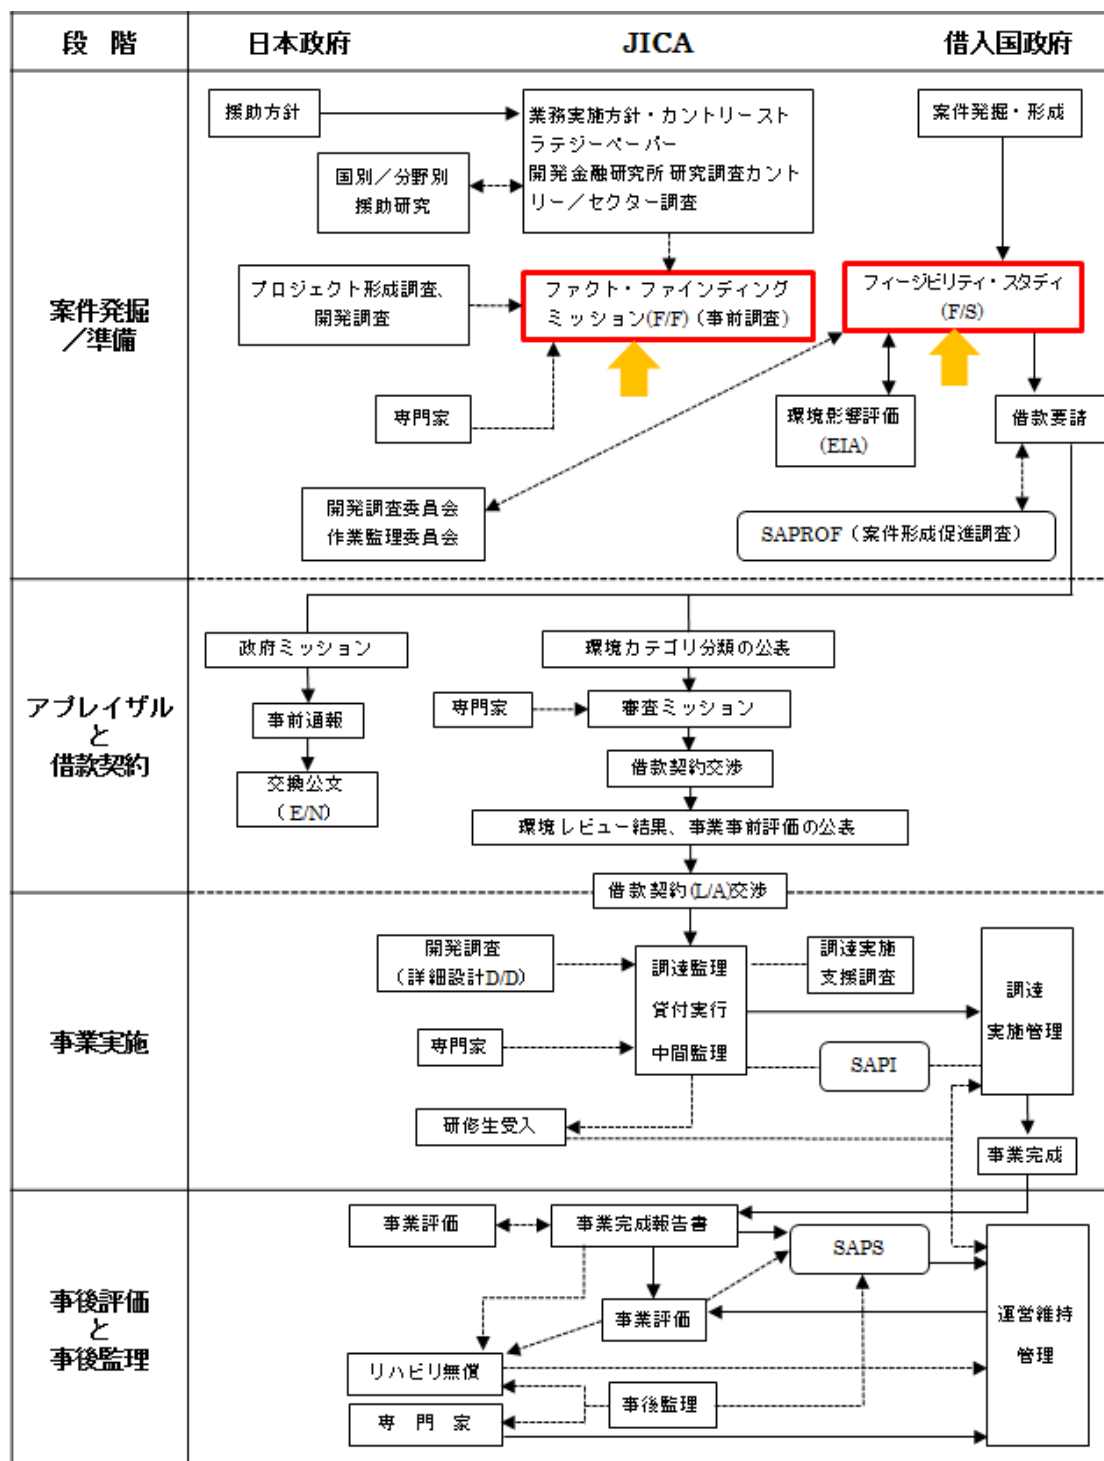 段 階
日本政府
JICA
借入国政府
案件発掘
／準備
援助方針
業務実施方針・カントリースト
ラテジーペーパー
開発金融研究所 研究調査カント
リー／セクター調査
案件発掘・形成
国別／分野別
援助研究
プロジェクト形成調査、
開発調査
ファクト・ファインディング
ミッション(F/F)（事前調査）
フィージビリティ・スタディ
(F/S)
専門家
環境影響評価
(EIA)
借款要請
開発調査委員会
作業監理委員会
SAPROF（案件形成促進調査）
アプレイザル
と
借款契約
政府ミッション
環境カテゴリ分類の公表
事前通報
専門家
審査ミッション
交換公文
（E/N）
借款契約交渉
環境レビュー結果、事業事前評価の公表
借款契約(L/A)交渉
事業実施
開発調査
（詳細設計D/D）
調達監理
貸付実行
中間監理
調達実施
支援調査
調達
実施管理
専門家
SAPI
研修生受入
事業完成
事後評価
と
事後監理
事業評価
事業完成報告書
SAPS
事業評価
運営維持
管理
リハビリ無償
事後監理
専 門 家